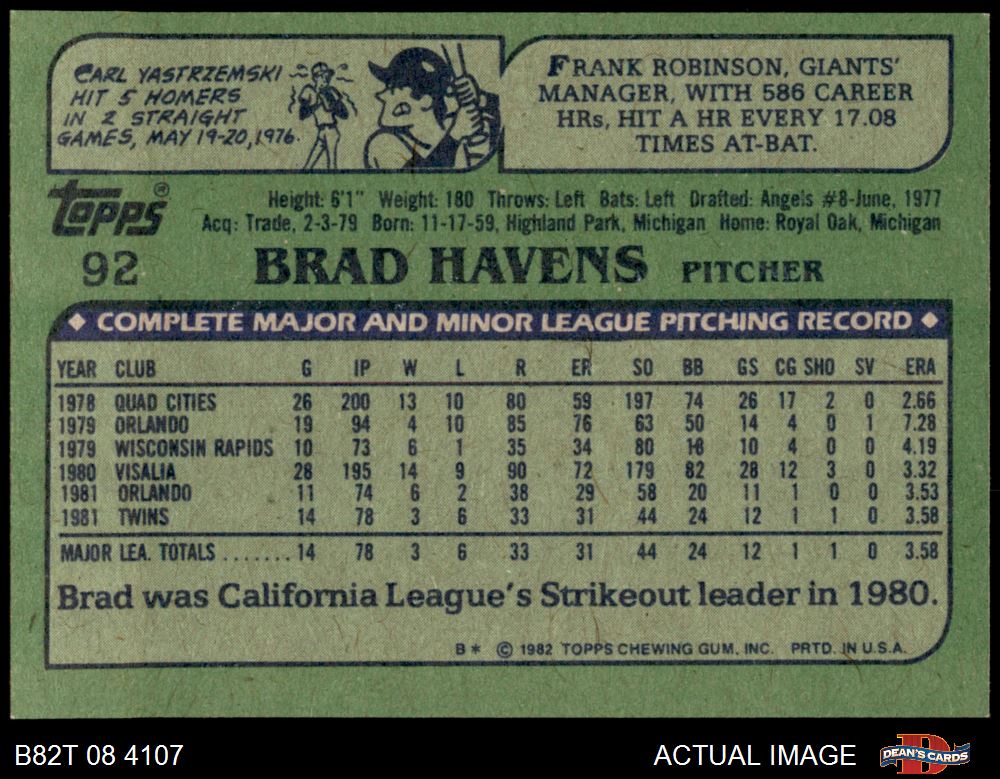 CARL YASTRZEMSKI
HIT 5 HOMERS
IN 2 STRAIGHT
GAMES, MAY 19-20, 1976.
FRANK ROBINSON, GIANTS'
MANAGER, WITH 586 CAREER
HRs, HIT A HR EVERY 17.08
TIMES AT-BAT.
Topps®
Height: 6'1" Weight: 180 Throws: Left Bats: Left Drafted: Angels #8-June, 1977
Acq: Trade, 2-3-79 Born: 11-17-59, Highland Park, Michigan Home: Royal Oak, Michigan
92 BRAD HAVENS PITCHER
◆ COMPLETE MAJOR AND MINOR LEAGUE PITCHING RECORD ◆
YEAR CLUB G IP W L R ER SO BB GS CG SHO SV ERA
1978 QUAD CITIES 26 200 13 10 80 59 197 74 26 17 2 0 2.66
1979 ORLANDO 19 94 4 10 85 76 63 50 14 4 0 1 7.28
1979 WISCONSIN RAPIDS 10 73 6 1 35 34 80 18 10 4 0 0 4.19
1980 VISALIA 28 195 14 9 90 72 179 82 28 12 3 0 3.32
1981 ORLANDO 11 74 6 2 38 29 58 20 11 1 0 0 3.53
1981 TWINS 14 78 3 6 33 31 44 24 12 1 1 0 3.58
MAJOR LEA. TOTALS ....... 14 78 3 6 33 31 44 24 12 1 1 0 3.58
Brad was California League's Strikeout leader in 1980.
B* © 1982 TOPPS CHEWING GUM, INC. PRTD. IN U.S.A.
B82T 08 4107 ACTUAL IMAGE DEAN'S CARDS